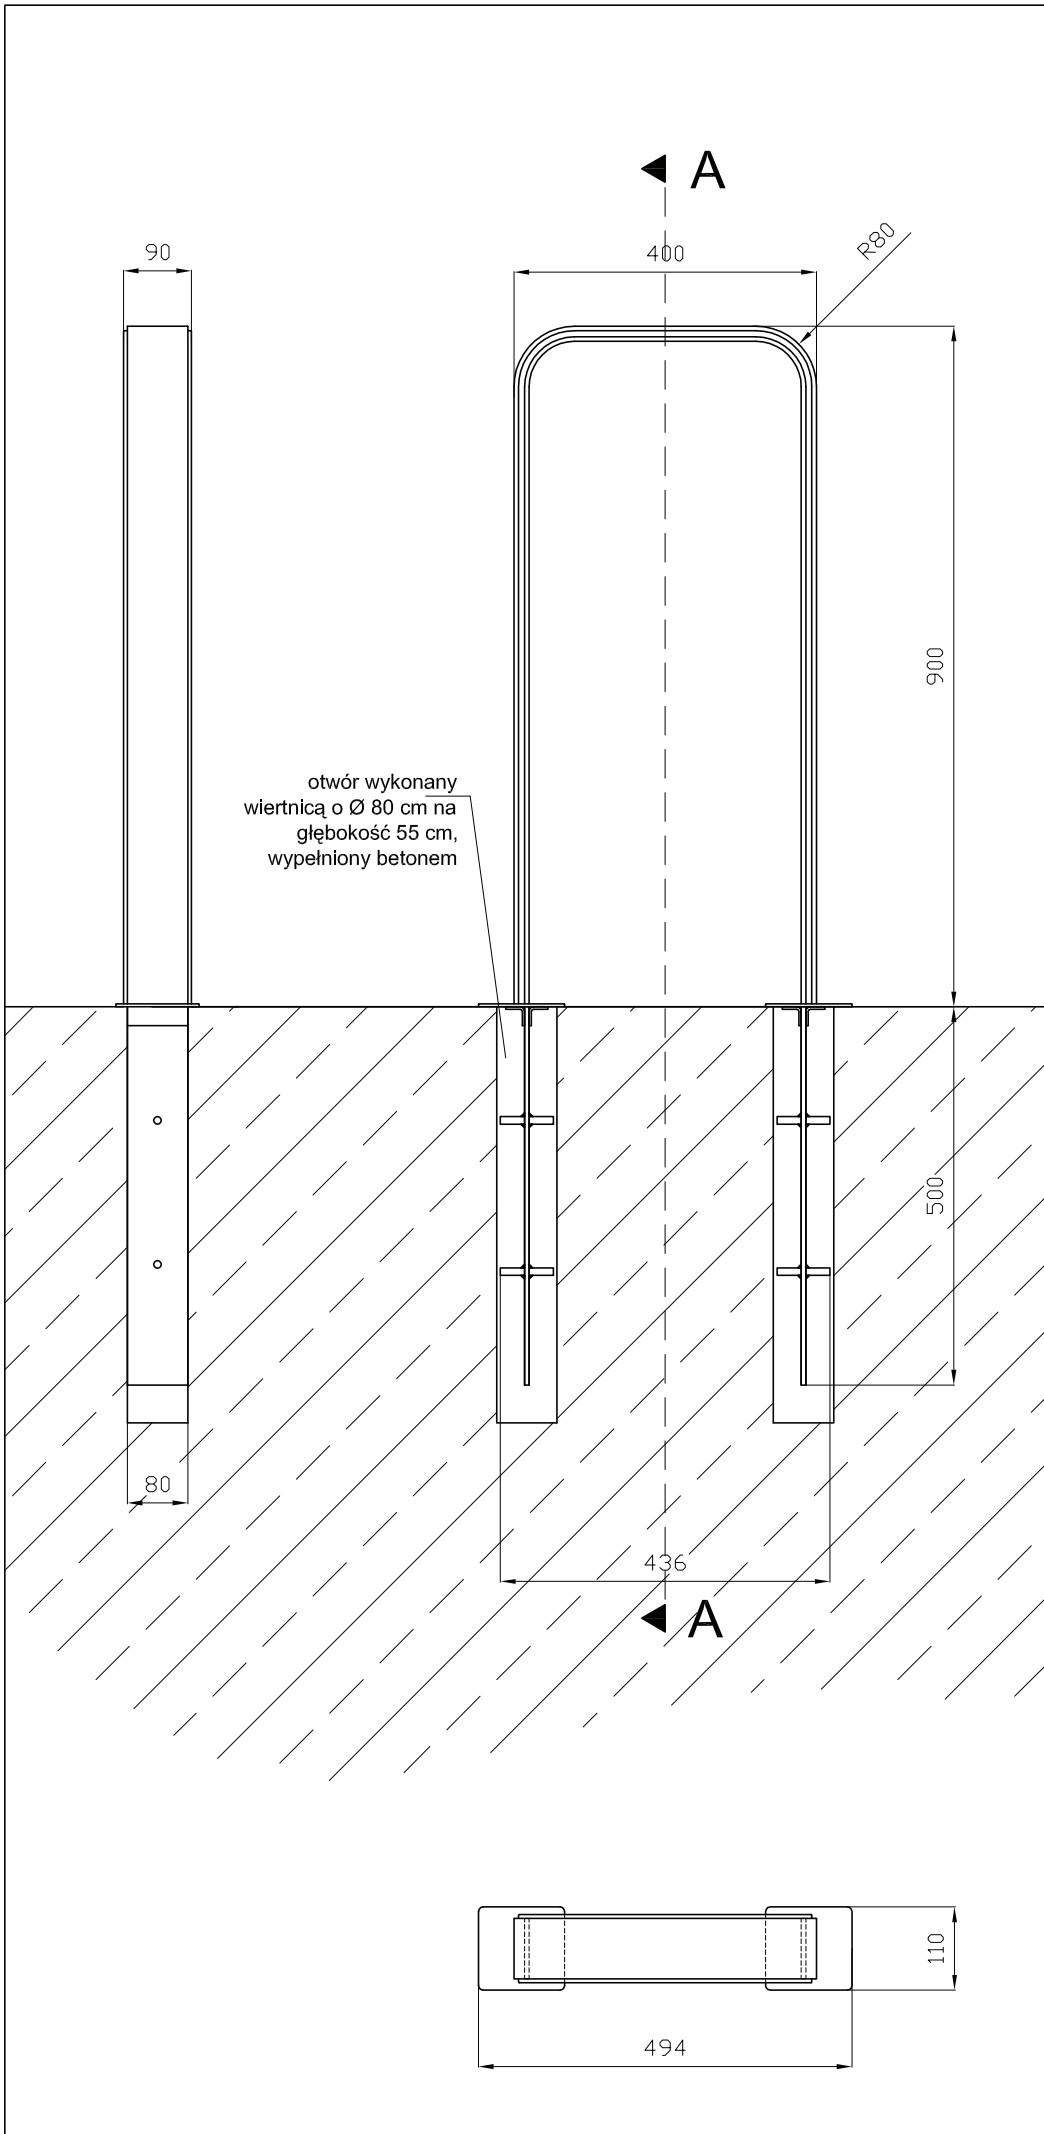 A
90
400
R80
900
otwór wykonany
wiertnicą o Ø 80 cm na
głębokość 55 cm,
wypełniony betonem
500
80
436
A
110
494